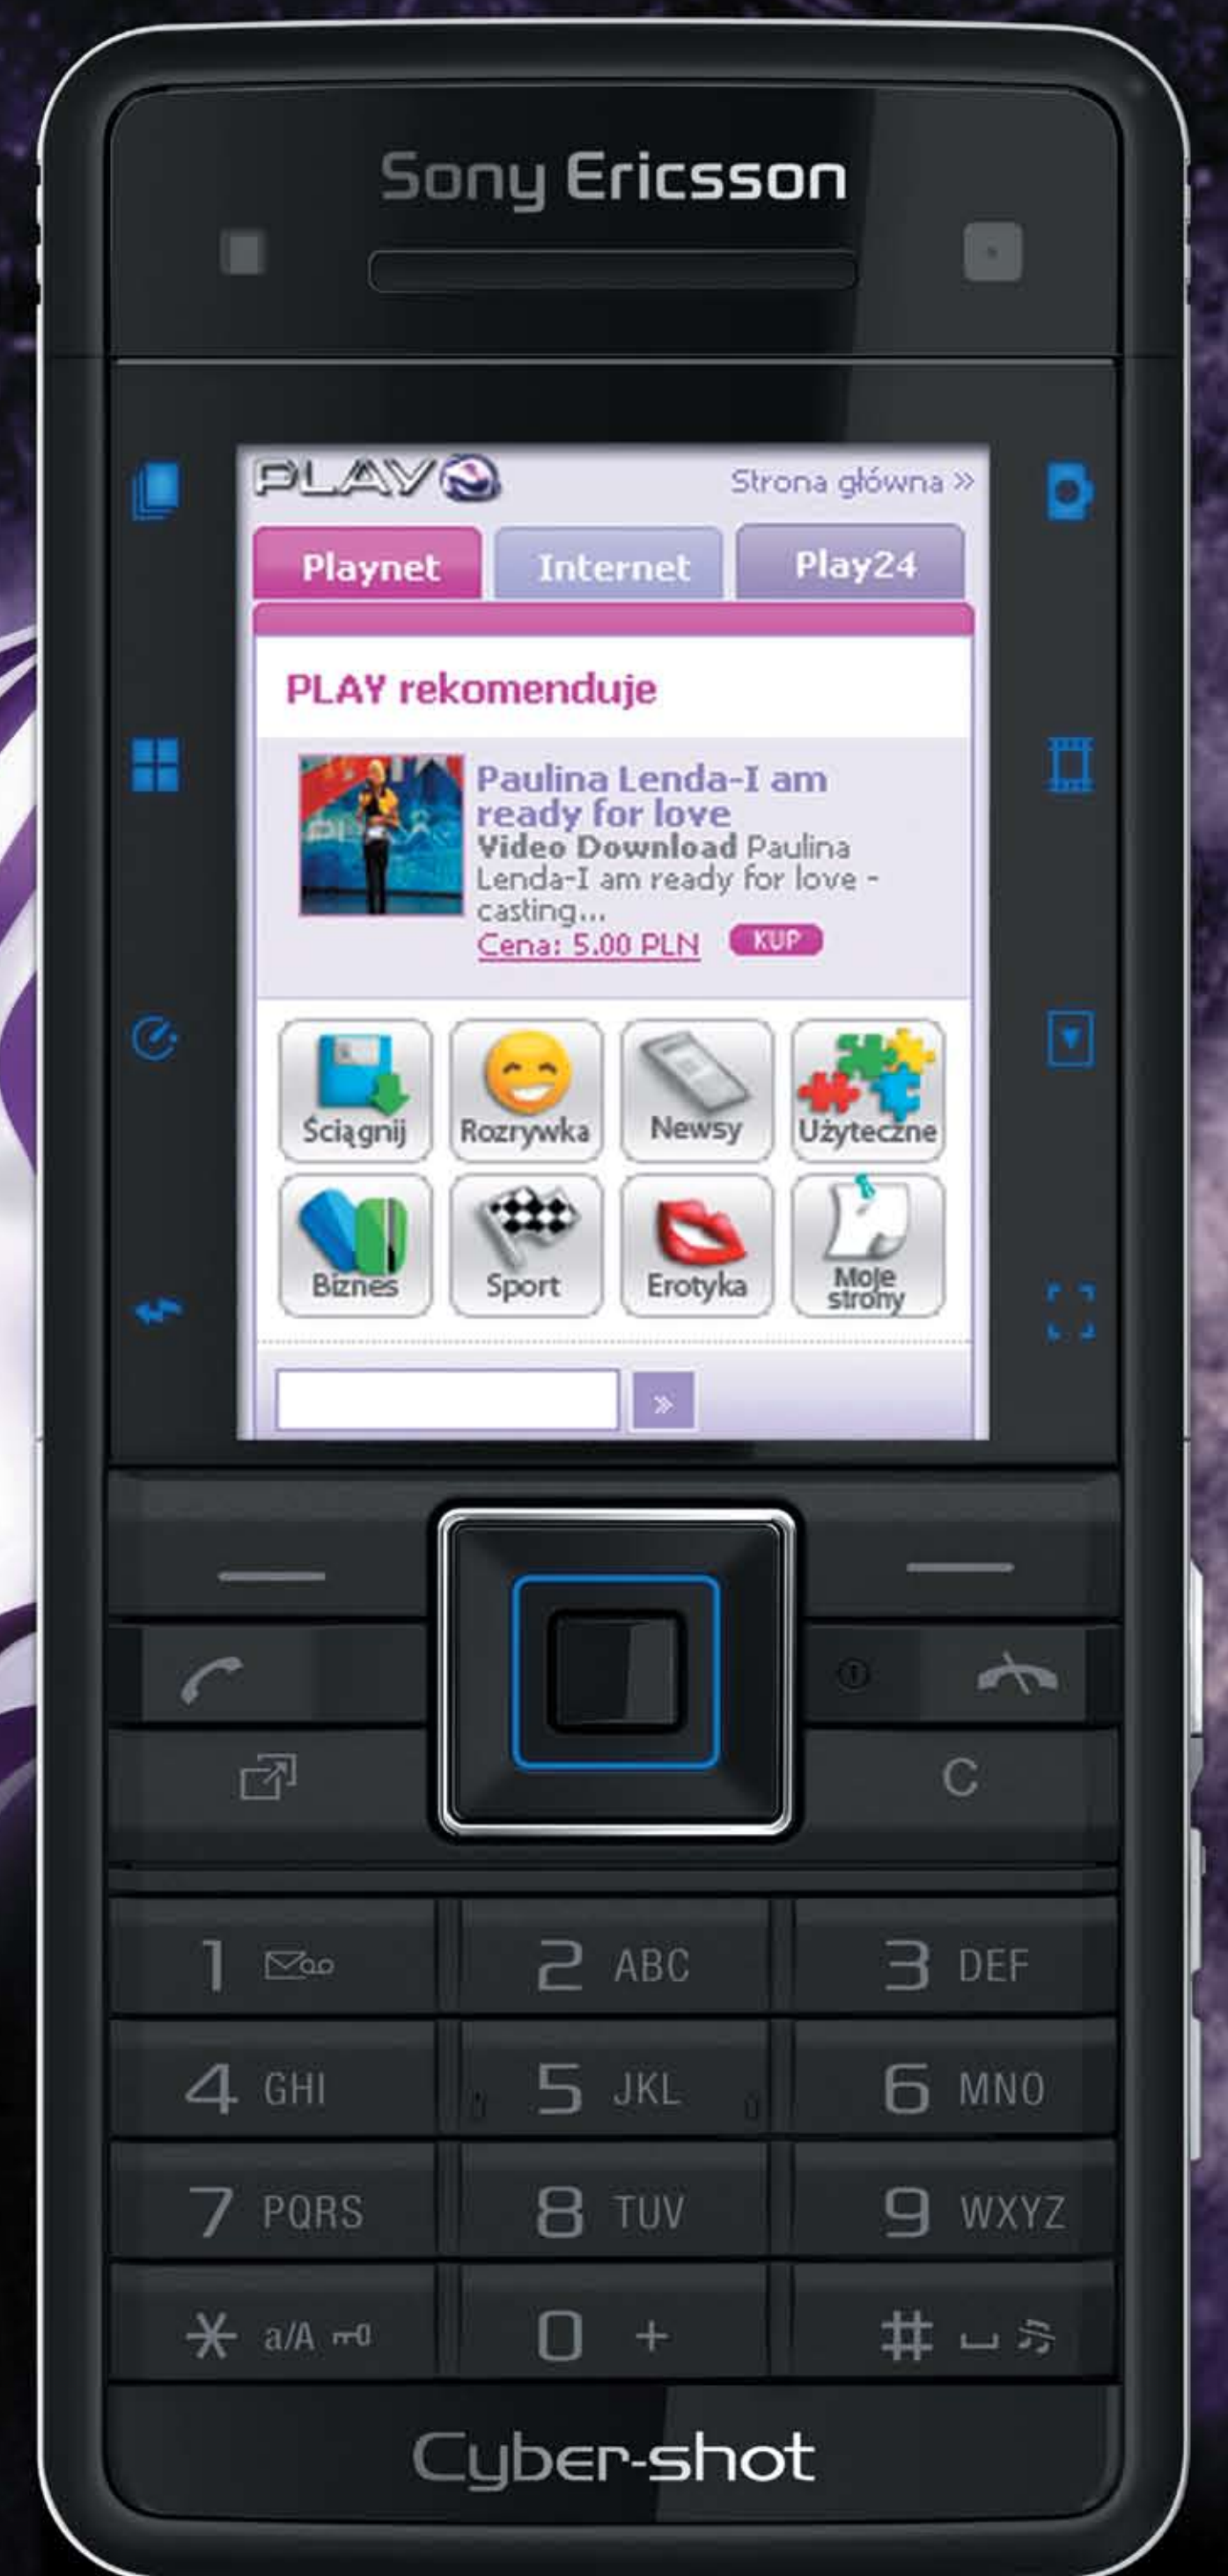 Sony Ericsson
PLAY
Strona główna »
Playnet
Internet
Play24
PLAY rekomenduje
Paulina Lenda-I am
ready for love
Video Download Paulina
Lenda-I am ready for love -
casting...
Cena: 5.00 PLN
KUP
Ściągnij
Rozrywka
Newsy
Użyteczne
Biznes
Sport
Erotyka
Moje
strony
»
C
1
2 ABC
3 DEF
4 GHI
5 JKL
6 MNO
7 PQRS
8 TUV
9 WXYZ
* a/A
0 +
#
Cyber-shot